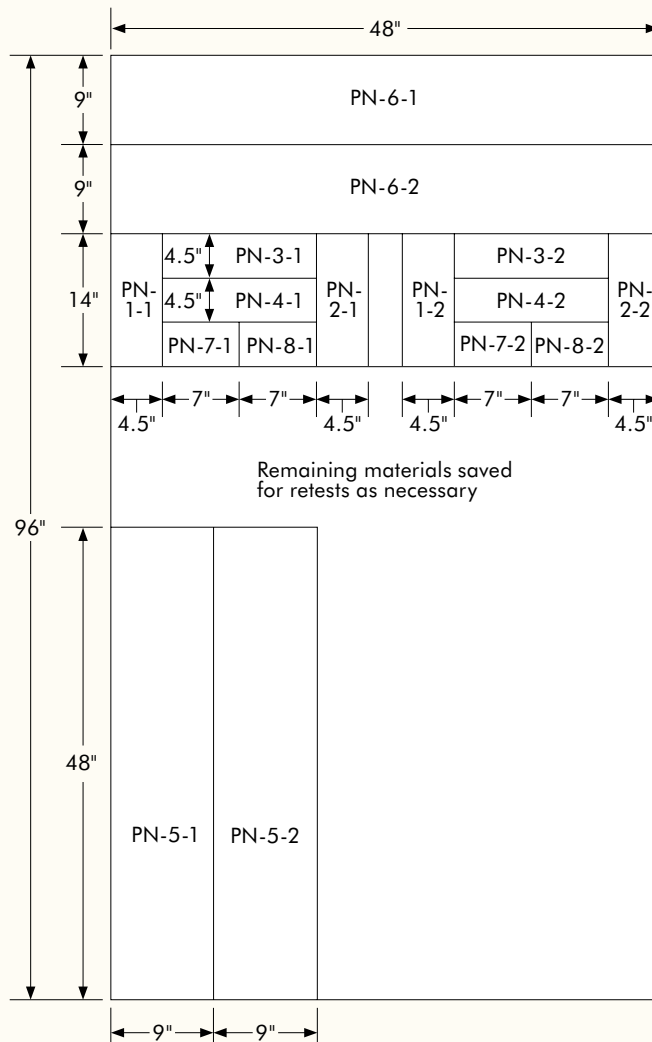 48"
9"
PN-6-1
9"
PN-6-2
14"
PN-
1-1
4.5"
PN-3-1
4.5"
PN-4-1
PN-7-1
PN-8-1
PN-
2-1
PN-
1-2
PN-3-2
PN-4-2
PN-7-2
PN-8-2
PN-
2-2
4.5"
7"
7"
4.5"
4.5"
7"
7"
4.5"
Remaining materials saved
for retests as necessary
96"
48"
PN-5-1
PN-5-2
9"
9"